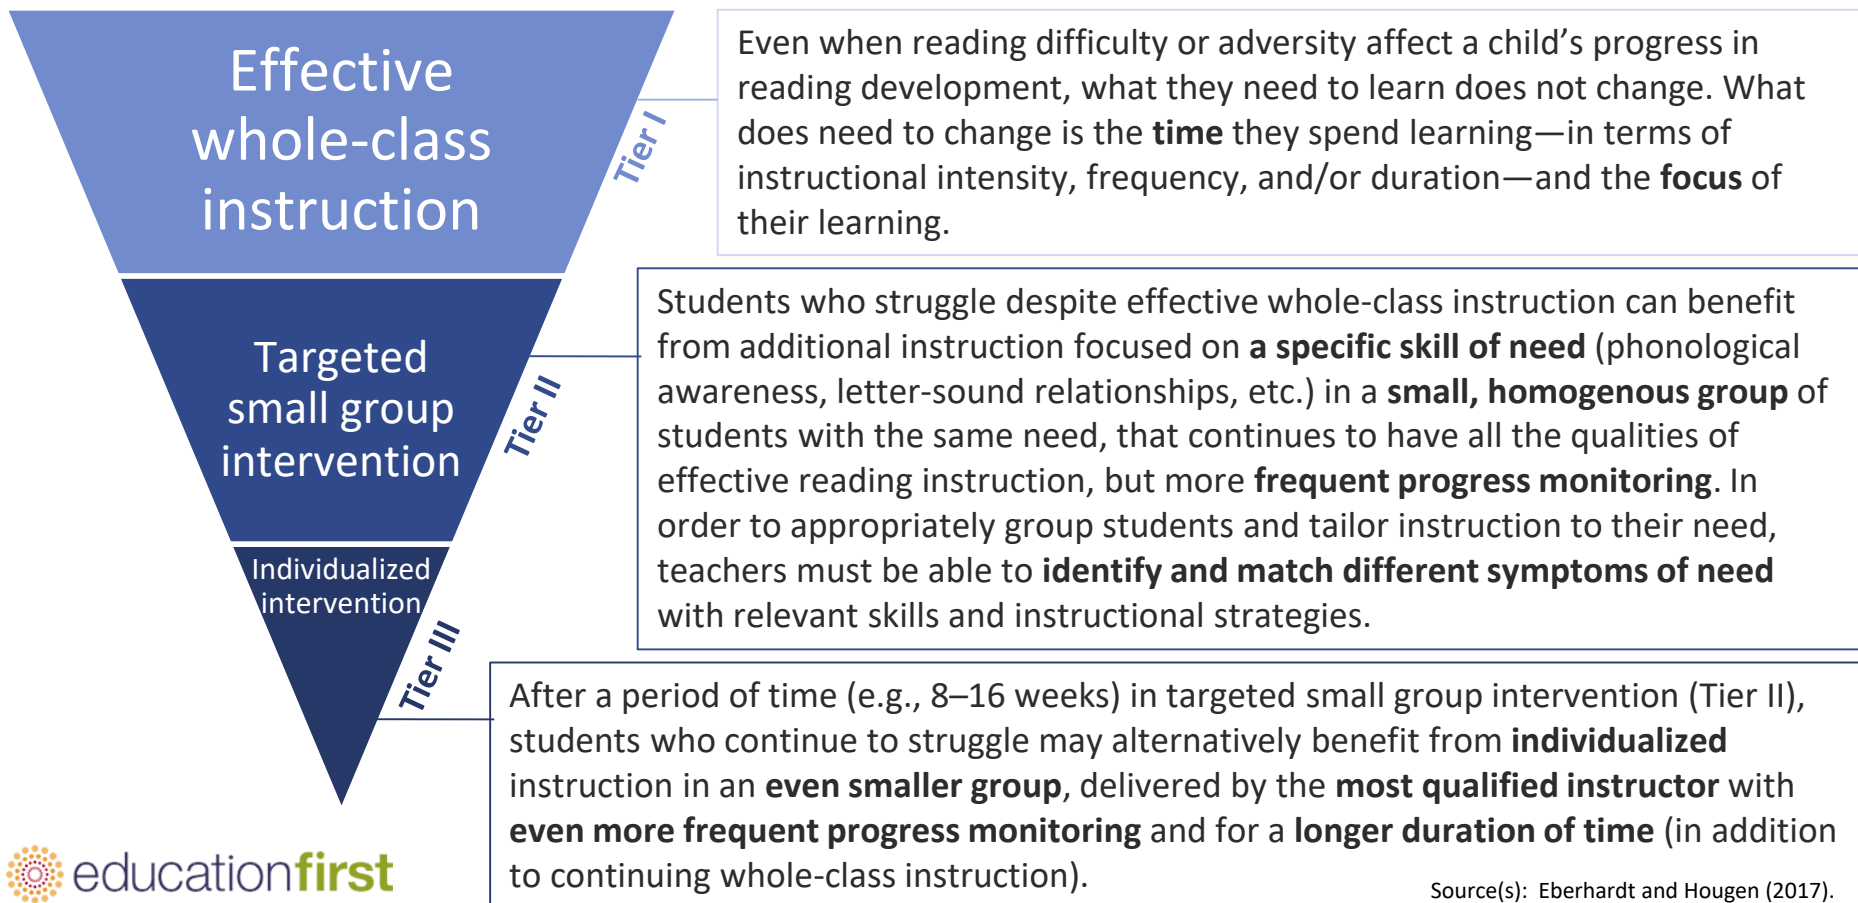 Effective
whole-class
instruction
Tier I
Even when reading difficulty or adversity affect a child’s progress in
reading development, what they need to learn does not change. What
does need to change is the time they spend learning—in terms of
instructional intensity, frequency, and/or duration—and the focus of
their learning.
Targeted
small group
intervention
Tier II
Students who struggle despite effective whole-class instruction can benefit
from additional instruction focused on a specific skill of need (phonological
awareness, letter-sound relationships, etc.) in a small, homogenous group of
students with the same need, that continues to have all the qualities of
effective reading instruction, but more frequent progress monitoring. In
order to appropriately group students and tailor instruction to their need,
teachers must be able to identify and match different symptoms of need
with relevant skills and instructional strategies.
Individualized
intervention
Tier III
After a period of time (e.g., 8–16 weeks) in targeted small group intervention (Tier II),
students who continue to struggle may alternatively benefit from individualized
instruction in an even smaller group, delivered by the most qualified instructor with
even more frequent progress monitoring and for a longer duration of time (in addition
to continuing whole-class instruction).
educationfirst
Source(s): Eberhardt and Hougen (2017).